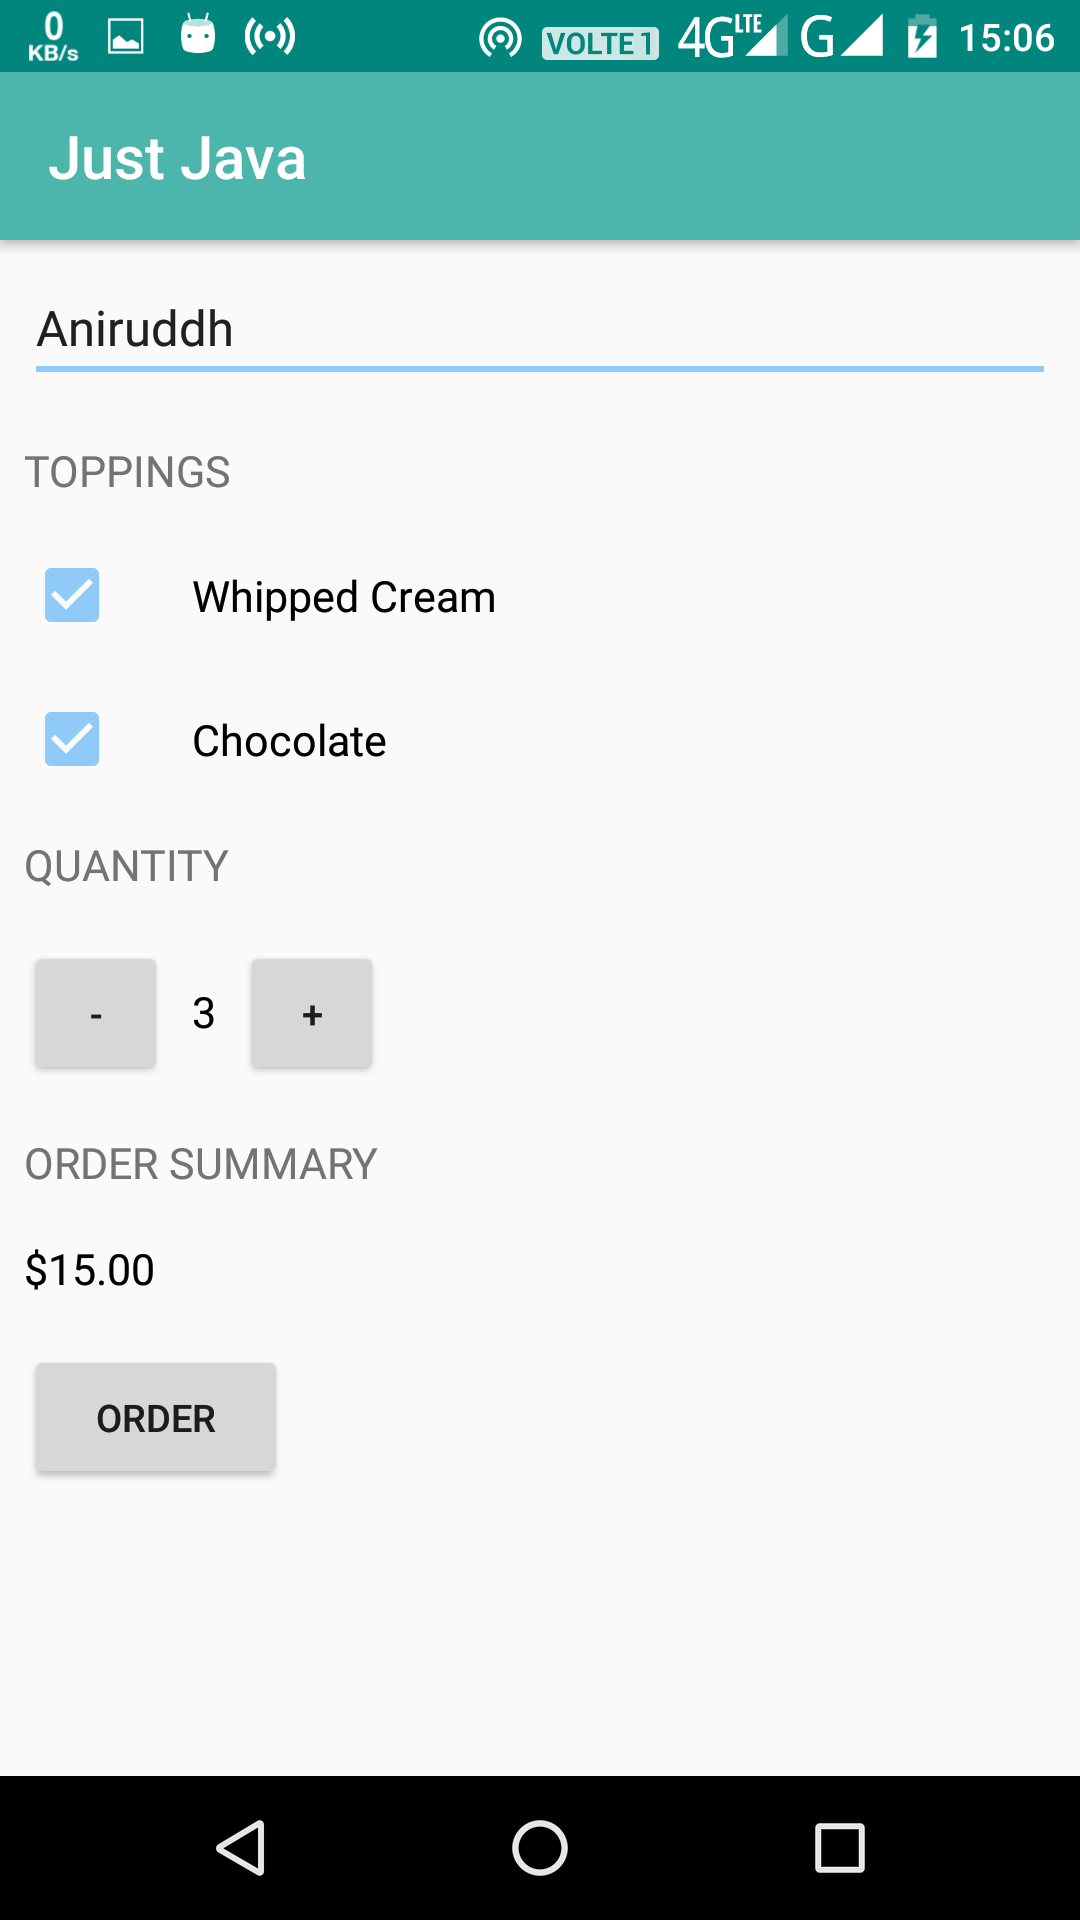 0
KB/s
VOLTE 1 4G LTE G 15:06
Just Java
Aniruddh
TOPPINGS
Whipped Cream
Chocolate
QUANTITY
- 3 +
ORDER SUMMARY
$15.00
ORDER